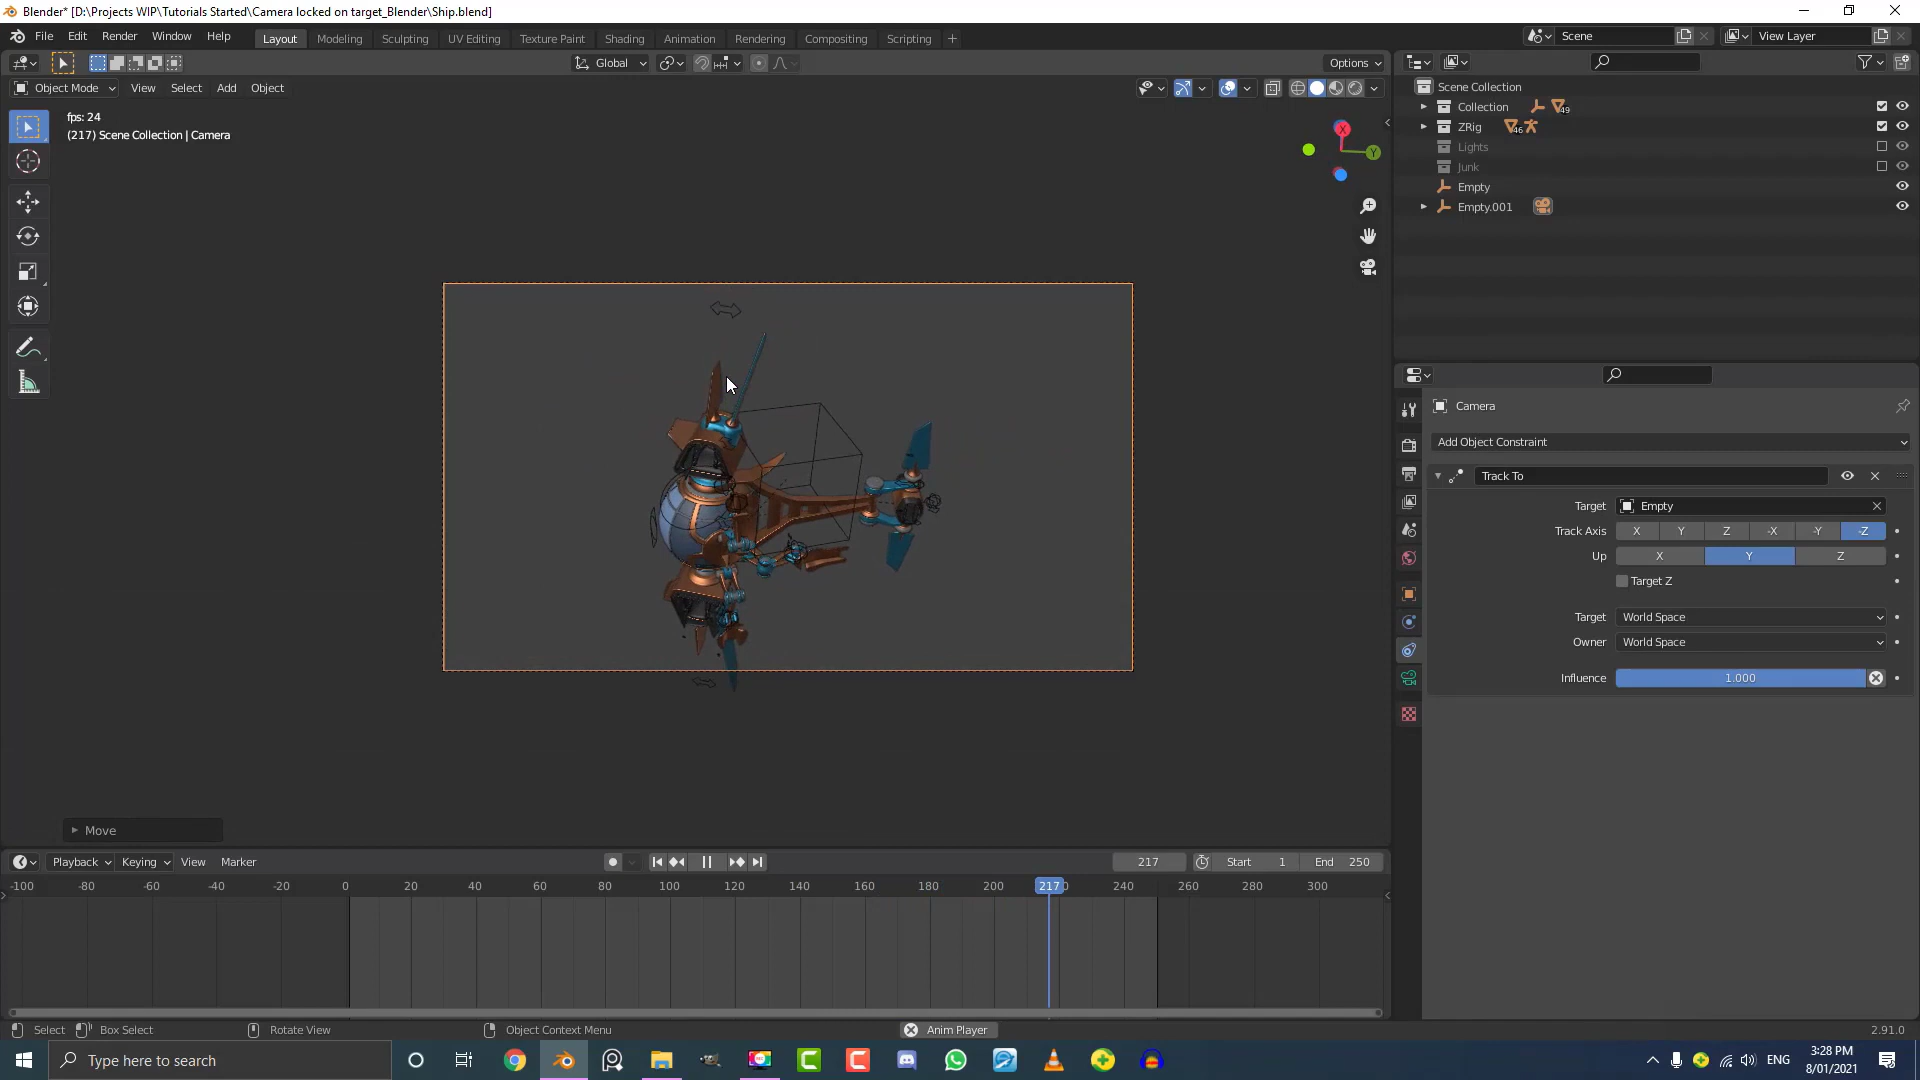 Blender* [D:\Projects WIP\Tutorials Started\Camera locked on target_Blender\Ship.blend]
File Edit Render Window Help Layout Modeling Sculpting UV Editing Texture Paint Shading Animation Rendering Compositing Scripting + Scene View Layer
Global Options
Object Mode View Select Add Object
fps: 24
(217) Scene Collection | Camera
X
Y
Scene Collection
Collection 49
ZRig 46
Lights
Junk
Empty
Empty.001
Camera
Add Object Constraint
Track To
Target Empty
Track Axis X Y Z -X -Y -Z
Up X Y Z
Target Z
Target World Space
Owner World Space
Influence 1.000
Move
Playback Keying View Marker 217 Start 1 End 250
-100 -80 -60 -40 -20 0 20 40 60 80 100 120 140 160 180 200 217 240 260 280 300
Select Box Select Rotate View Object Context Menu Anim Player 2.91.0
Type here to search
ENG
3:28 PM
8/01/2021